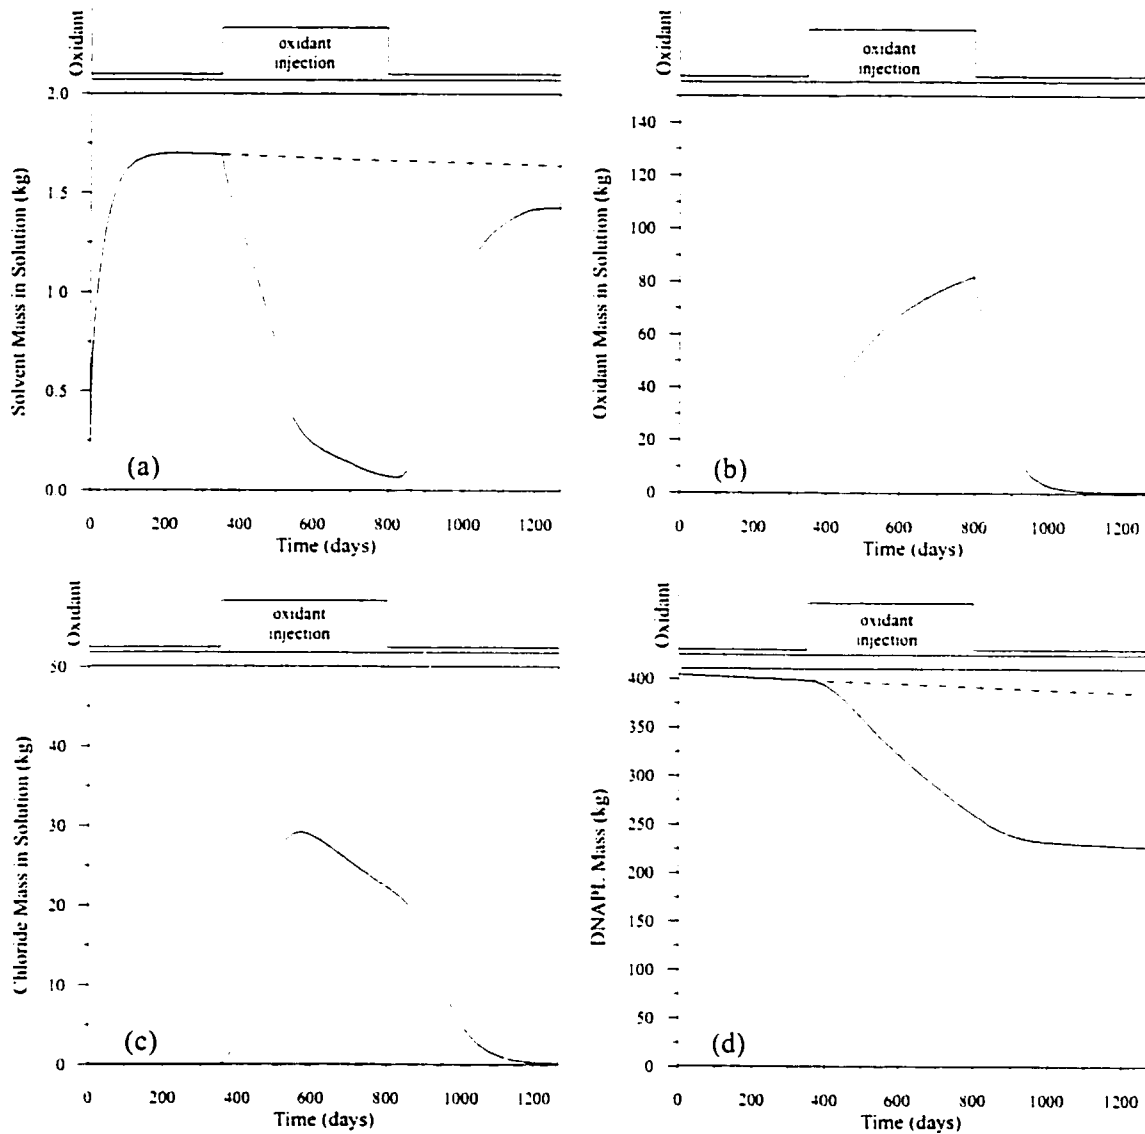 Oxidant
oxidant
injection
2.0
1.5
1.0
0.5
0.0
Solvent Mass in Solution (kg)
(a)
0 200 400 600 800 1000 1200
Time (days)
Oxidant
oxidant
injection
140
120
100
80
60
40
20
0
Oxidant Mass in Solution (kg)
(b)
0 200 400 600 800 1000 1200
Time (days)
Oxidant
oxidant
injection
50
40
30
20
10
0
Chloride Mass in Solution (kg)
(c)
0 200 400 600 800 1000 1200
Time (days)
Oxidant
oxidant
injection
400
350
300
250
200
150
100
50
0
DNAPL Mass (kg)
(d)
0 200 400 600 800 1000 1200
Time (days)